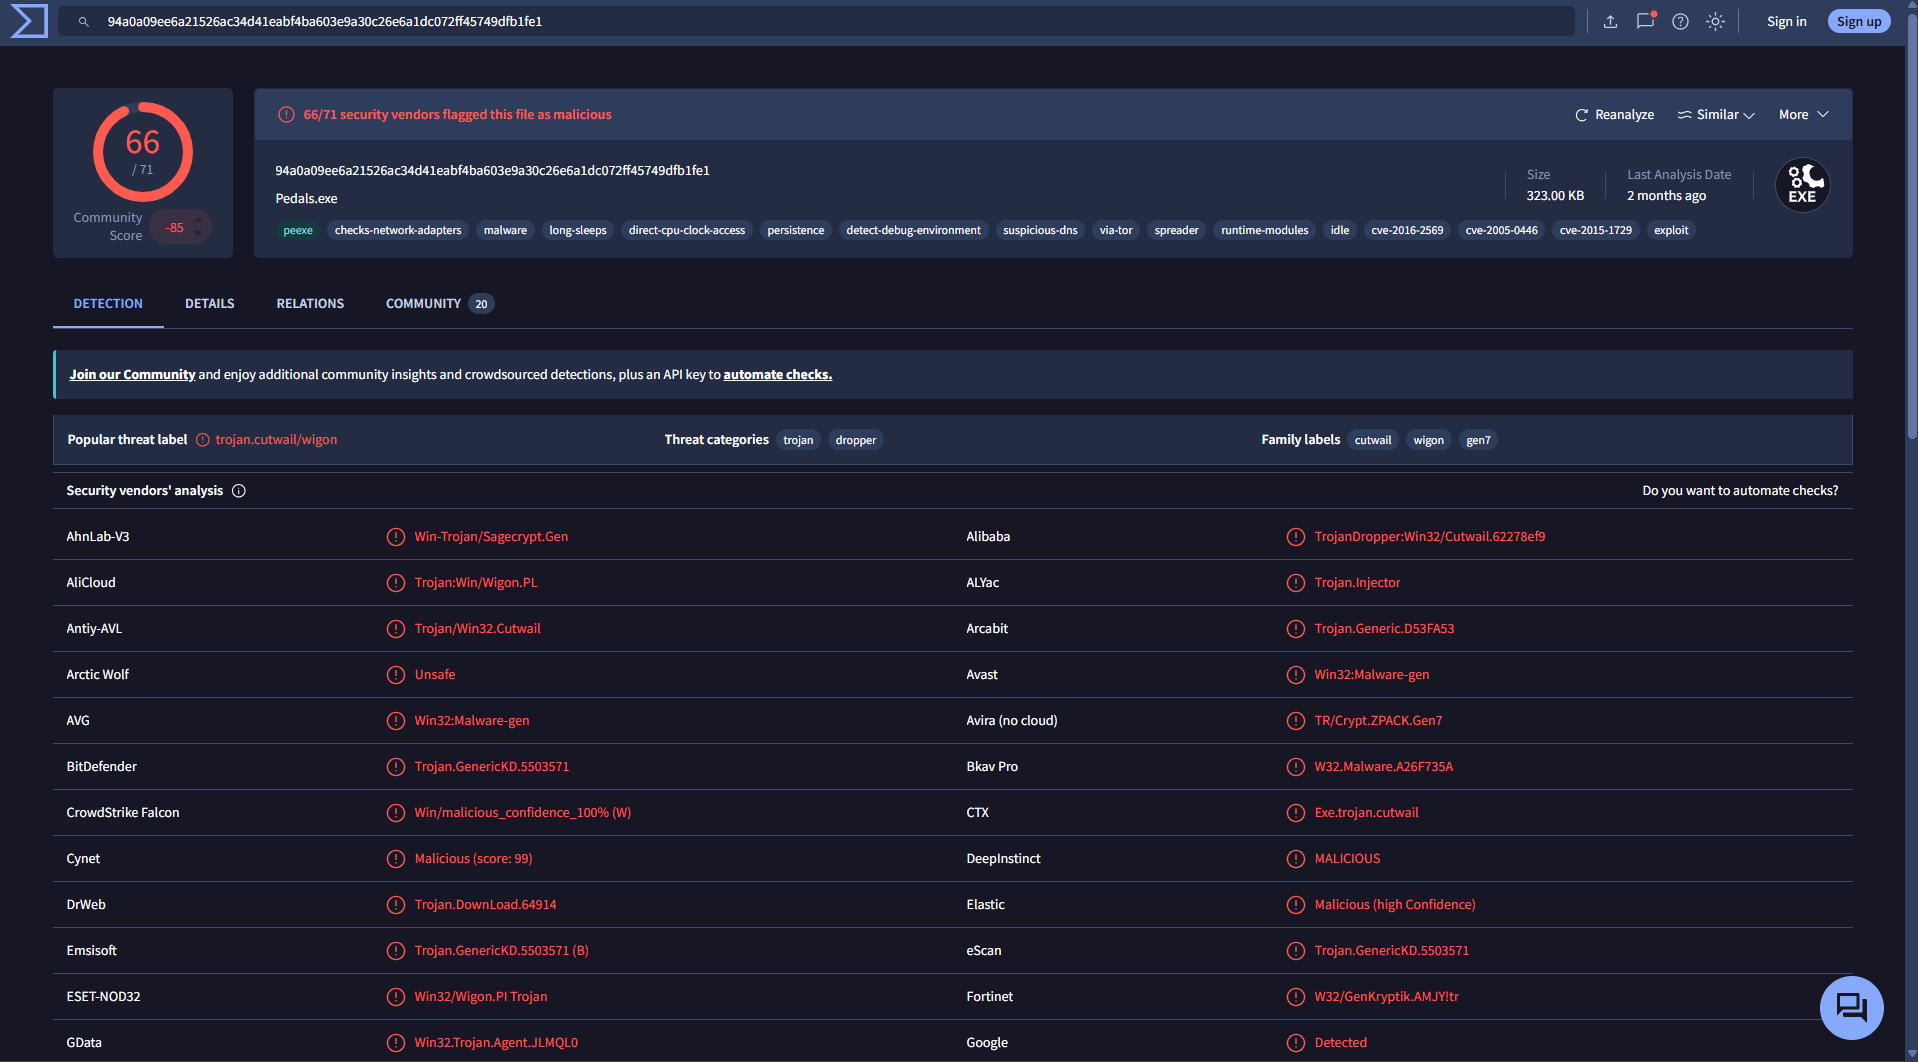 94a0a09ee6a21526ac34d41eabf4ba603e9a30c26e6a1dc072ff45749dfb1fe1
Sign in
Sign up
66
/ 71
Community
Score
-85
66/71 security vendors flagged this file as malicious
Reanalyze
Similar
More
94a0a09ee6a21526ac34d41eabf4ba603e9a30c26e6a1dc072ff45749dfb1fe1
Pedals.exe
Size
323.00 KB
Last Analysis Date
2 months ago
EXE
peexe checks-network-adapters malware long-sleeps direct-cpu-clock-access persistence detect-debug-environment suspicious-dns via-tor spreader runtime-modules idle cve-2016-2569 cve-2005-0446 cve-2015-1729 exploit
DETECTION DETAILS RELATIONS COMMUNITY 20
Join our Community and enjoy additional community insights and crowdsourced detections, plus an API key to automate checks.
Popular threat label trojan.cutwail/wigon Threat categories trojan dropper Family labels cutwail wigon gen7
Security vendors' analysis Do you want to automate checks?
AhnLab-V3 Win-Trojan/Sagecrypt.Gen Alibaba TrojanDropper:Win32/Cutwail.62278ef9
AliCloud Trojan:Win/Wigon.PL ALYac Trojan.Injector
Antiy-AVL Trojan/Win32.Cutwail Arcabit Trojan.Generic.D53FA53
Arctic Wolf Unsafe Avast Win32:Malware-gen
AVG Win32:Malware-gen Avira (no cloud) TR/Crypt.ZPACK.Gen7
BitDefender Trojan.GenericKD.5503571 Bkav Pro W32.Malware.A26F735A
CrowdStrike Falcon Win/malicious_confidence_100% (W) CTX Exe.trojan.cutwail
Cynet Malicious (score: 99) DeepInstinct MALICIOUS
DrWeb Trojan.DownLoad.64914 Elastic Malicious (high Confidence)
Emsisoft Trojan.GenericKD.5503571 (B) eScan Trojan.GenericKD.5503571
ESET-NOD32 Win32/Wigon.PI Trojan Fortinet W32/GenKryptik.AMJY!tr
GData Win32.Trojan.Agent.JLMQL0 Google Detected